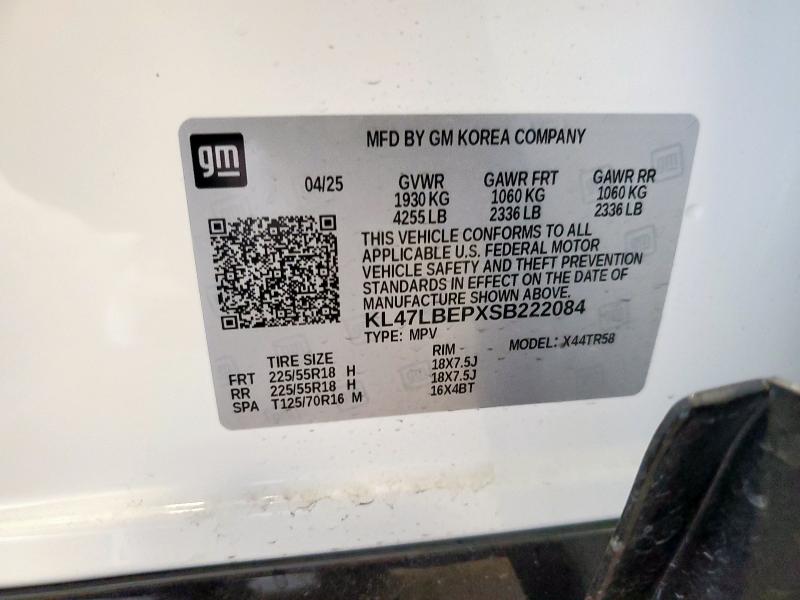 gm
MFD BY GM KOREA COMPANY
04/25
GVWR
1930 KG
4255 LB
GAWR FRT
1060 KG
2336 LB
GAWR RR
1060 KG
2336 LB
THIS VEHICLE CONFORMS TO ALL
APPLICABLE U.S. FEDERAL MOTOR
VEHICLE SAFETY AND THEFT PREVENTION
STANDARDS IN EFFECT ON THE DATE OF
MANUFACTURE SHOWN ABOVE.
KL47LBEPXSB222084
TYPE: MPV
MODEL: X44TR58
TIRE SIZE
RIM
FRT 225/55R18 H 18X7.5J
RR 225/55R18 H 18X7.5J
SPA T125/70R16 M 16X4BT